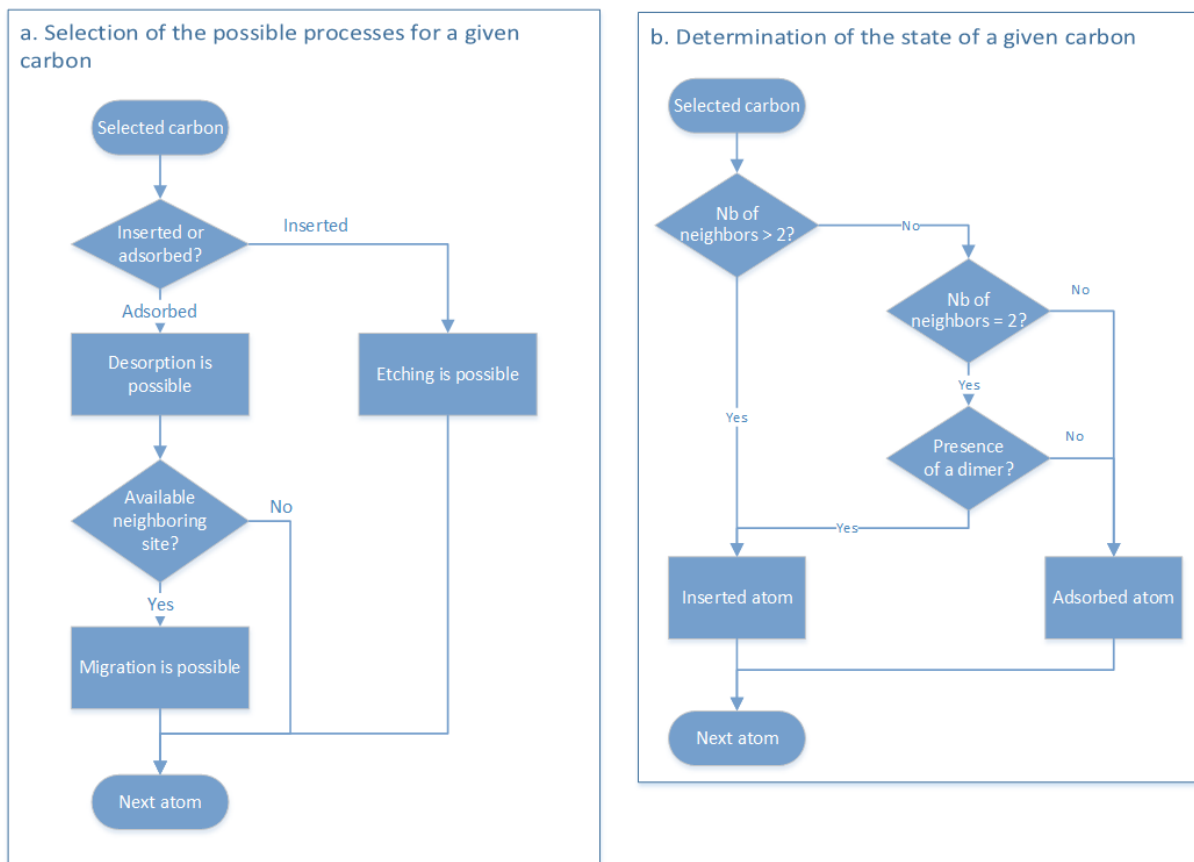 a. Selection of the possible processes for a given
carbon
Selected carbon
Inserted or
adsorbed?
Inserted
Adsorbed
Desorption is
possible
Etching is possible
Available
neighboring
site?
No
Yes
Migration is possible
Next atom
b. Determination of the state of a given carbon
Selected carbon
Nb of
neighbors > 2?
No
Nb of
neighbors = 2?
No
Yes
Yes
Presence
of a dimer?
No
Yes
Inserted atom
Adsorbed atom
Next atom